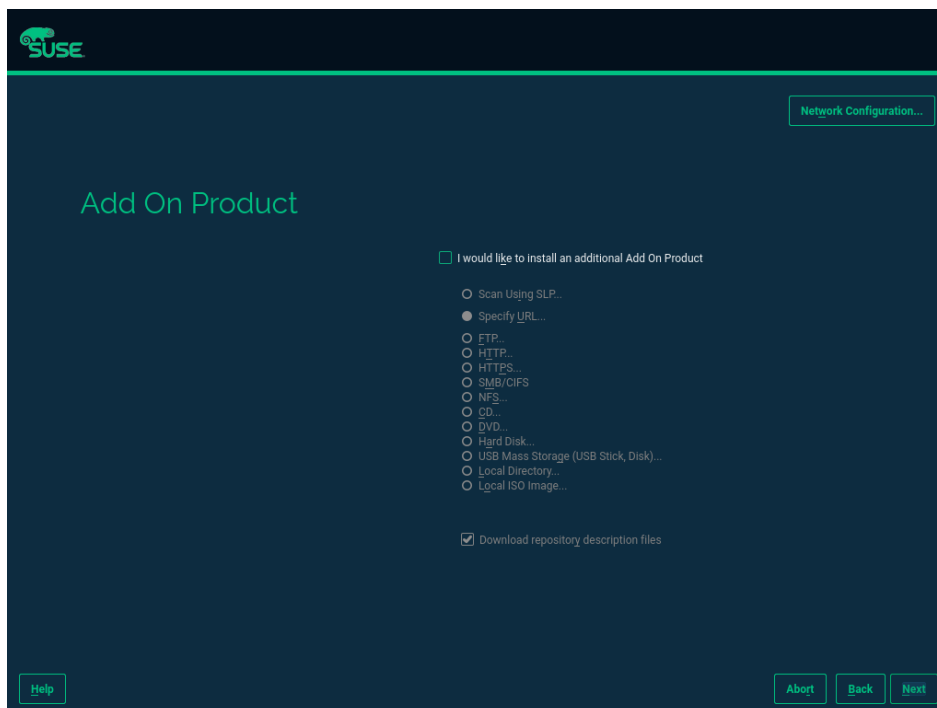 SUSE
Network Configuration...
Add On Product
I would like to install an additional Add On Product
Scan Using SLP...
Specify URL...
FTP...
HTTP...
HTTPS...
SMB/CIFS
NFS...
CD...
DVD...
Hard Disk...
USB Mass Storage (USB Stick, Disk)...
Local Directory...
Local ISO Image...
Download repository description files
Help Abort Back Next